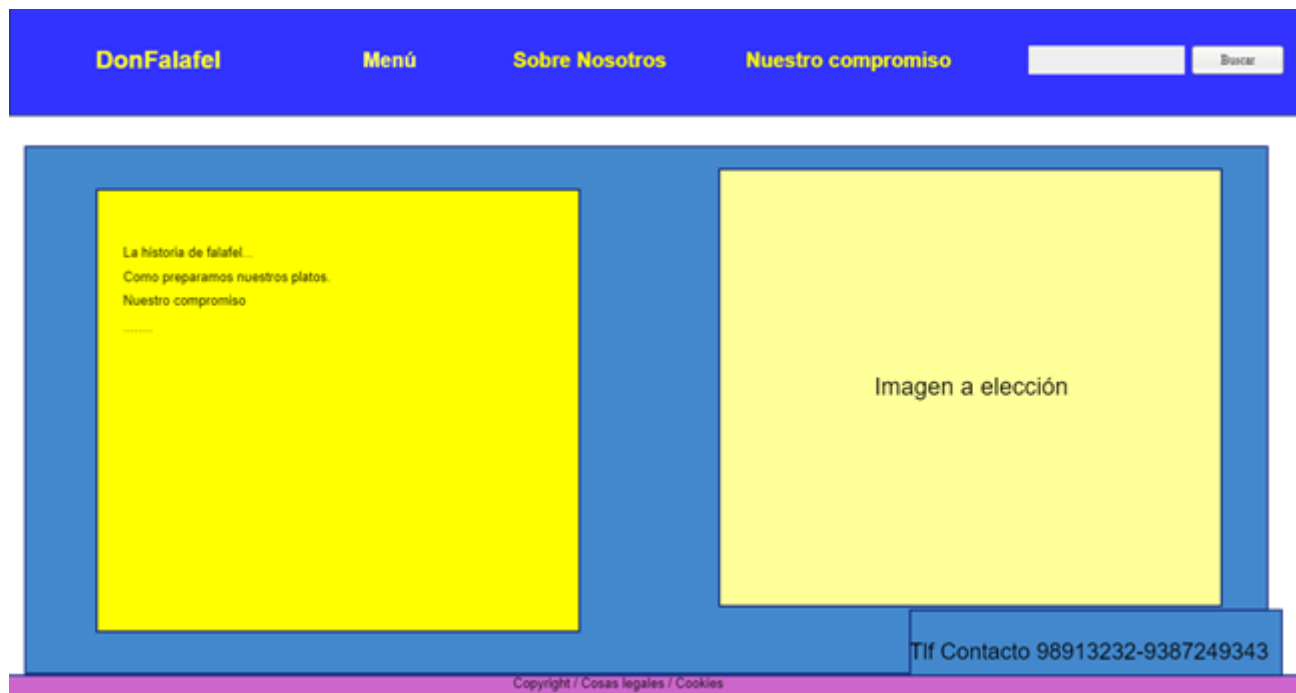 DonFalafel Menú Sobre Nosotros Nuestro compromiso Buscar
La historia de falafel...
Como preparamos nuestros platos.
Nuestro compromiso
.........
Imagen a elección
Tlf Contacto 98913232-9387249343
Copyright / Cosas legales / Cookies